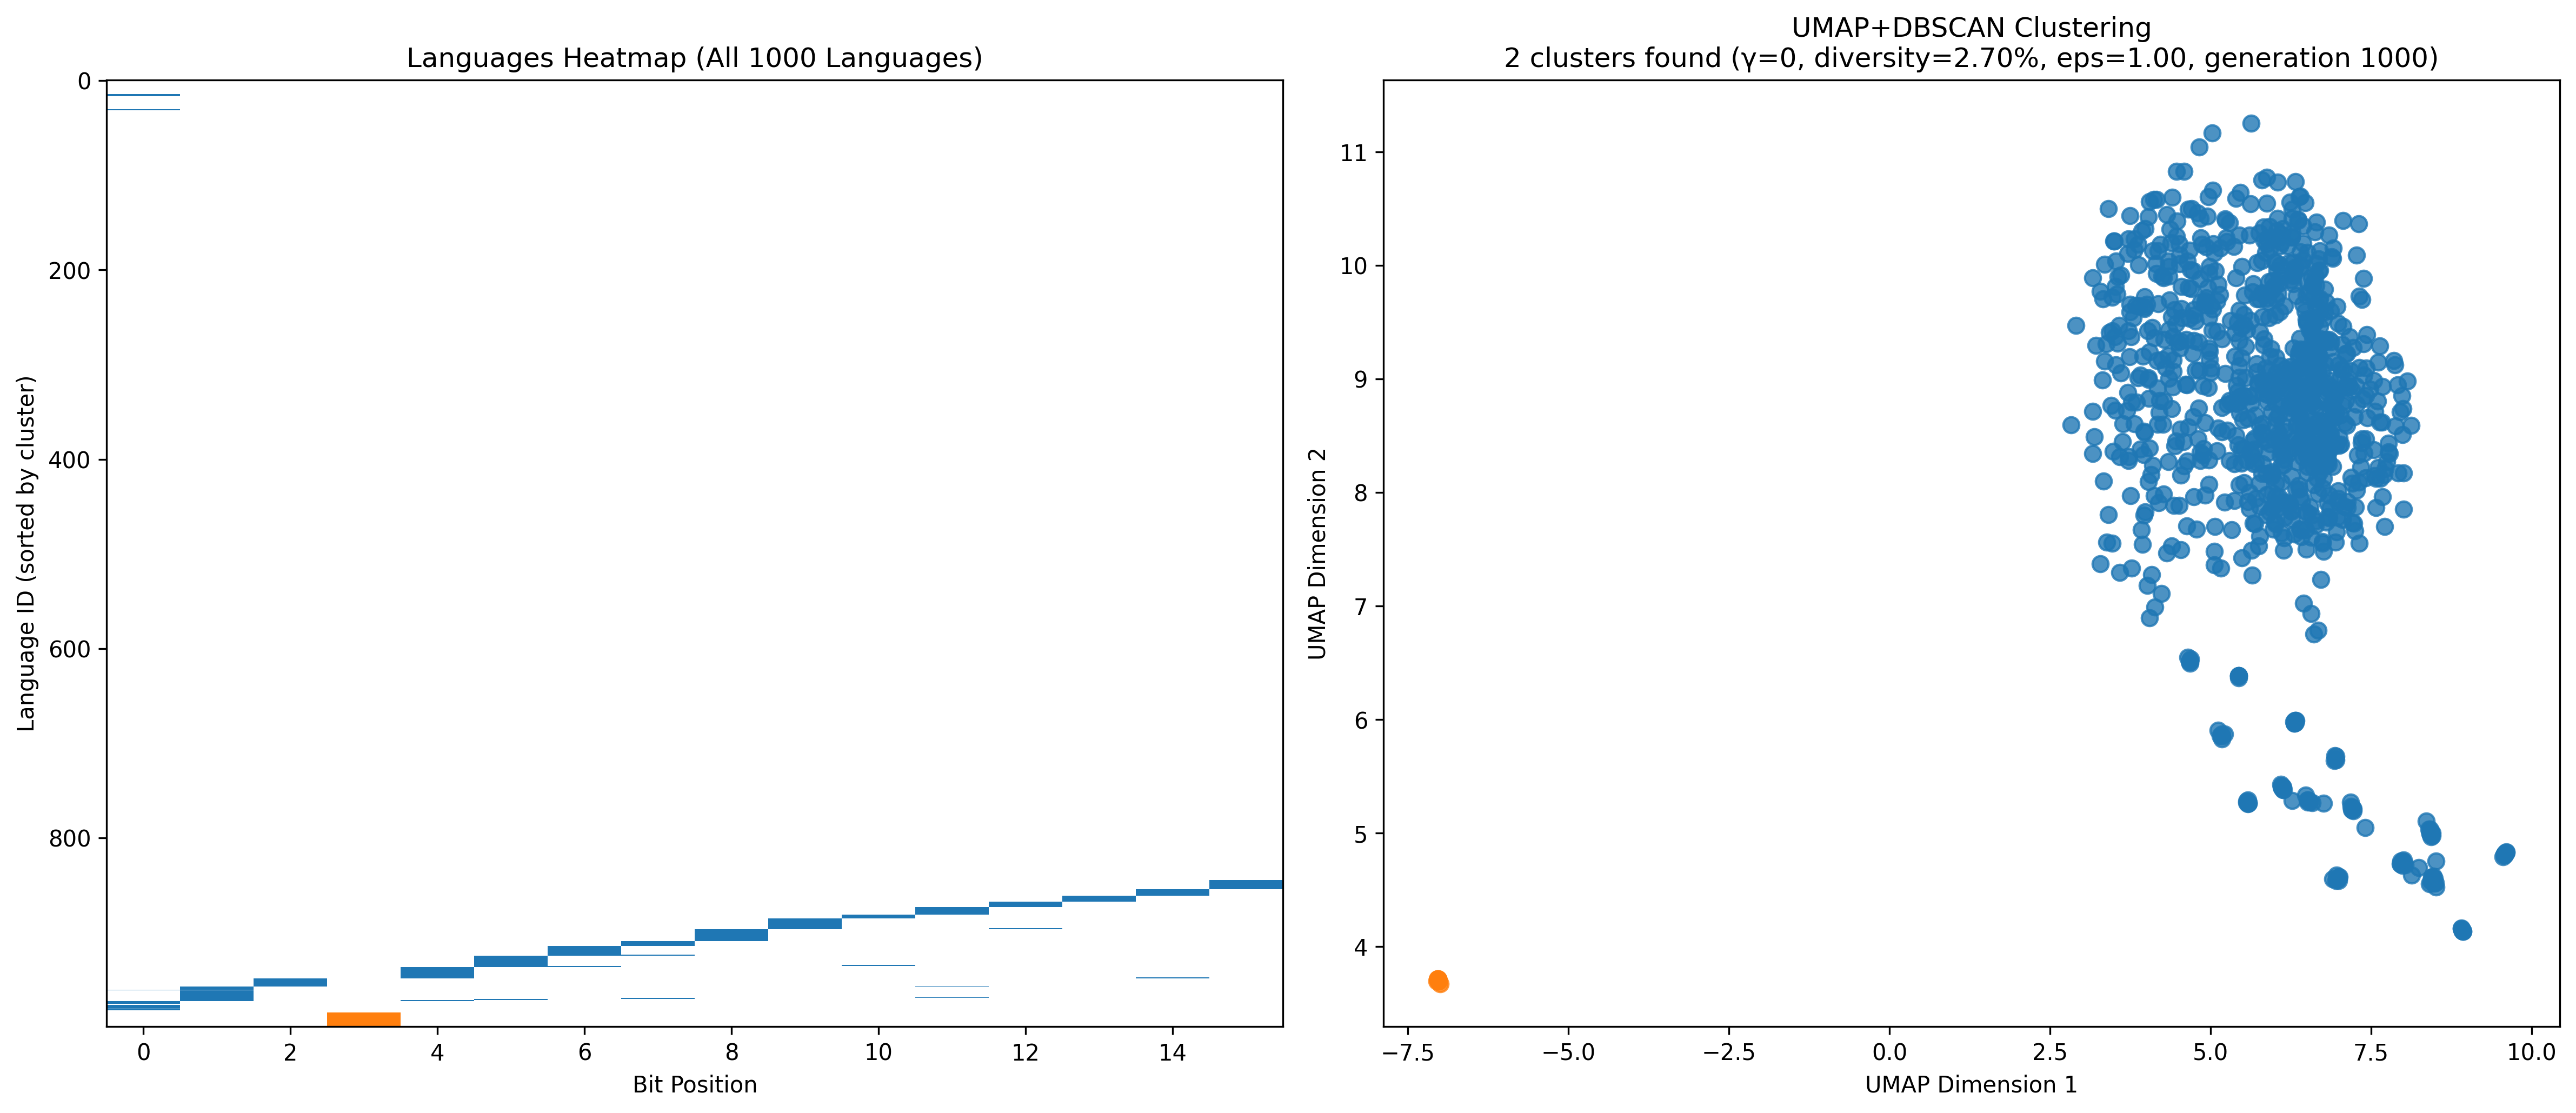 Languages Heatmap (All 1000 Languages)
0
200
400
600
800
Language ID (sorted by cluster)
0 2 4 6 8 10 12 14
Bit Position
UMAP+DBSCAN Clustering
2 clusters found (γ=0, diversity=2.70%, eps=1.00, generation 1000)
11
10
9
8
7
6
5
4
UMAP Dimension 2
−7.5 −5.0 −2.5 0.0 2.5 5.0 7.5 10.0
UMAP Dimension 1